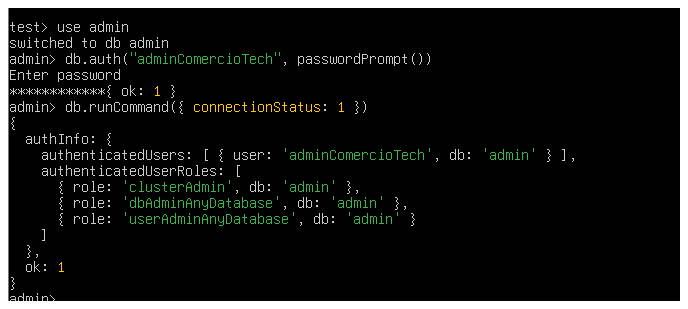 test> use admin
switched to db admin
admin> db.auth("adminComercioTech", passwordPrompt())
Enter password
************{ ok: 1 }
admin> db.runCommand({ connectionStatus: 1 })
{
  authInfo: {
    authenticatedUsers: [ { user: 'adminComercioTech', db: 'admin' } ],
    authenticatedUserRoles: [
      { role: 'clusterAdmin', db: 'admin' },
      { role: 'dbAdminAnyDatabase', db: 'admin' },
      { role: 'userAdminAnyDatabase', db: 'admin' }
    ]
  },
  ok: 1
}
admin>